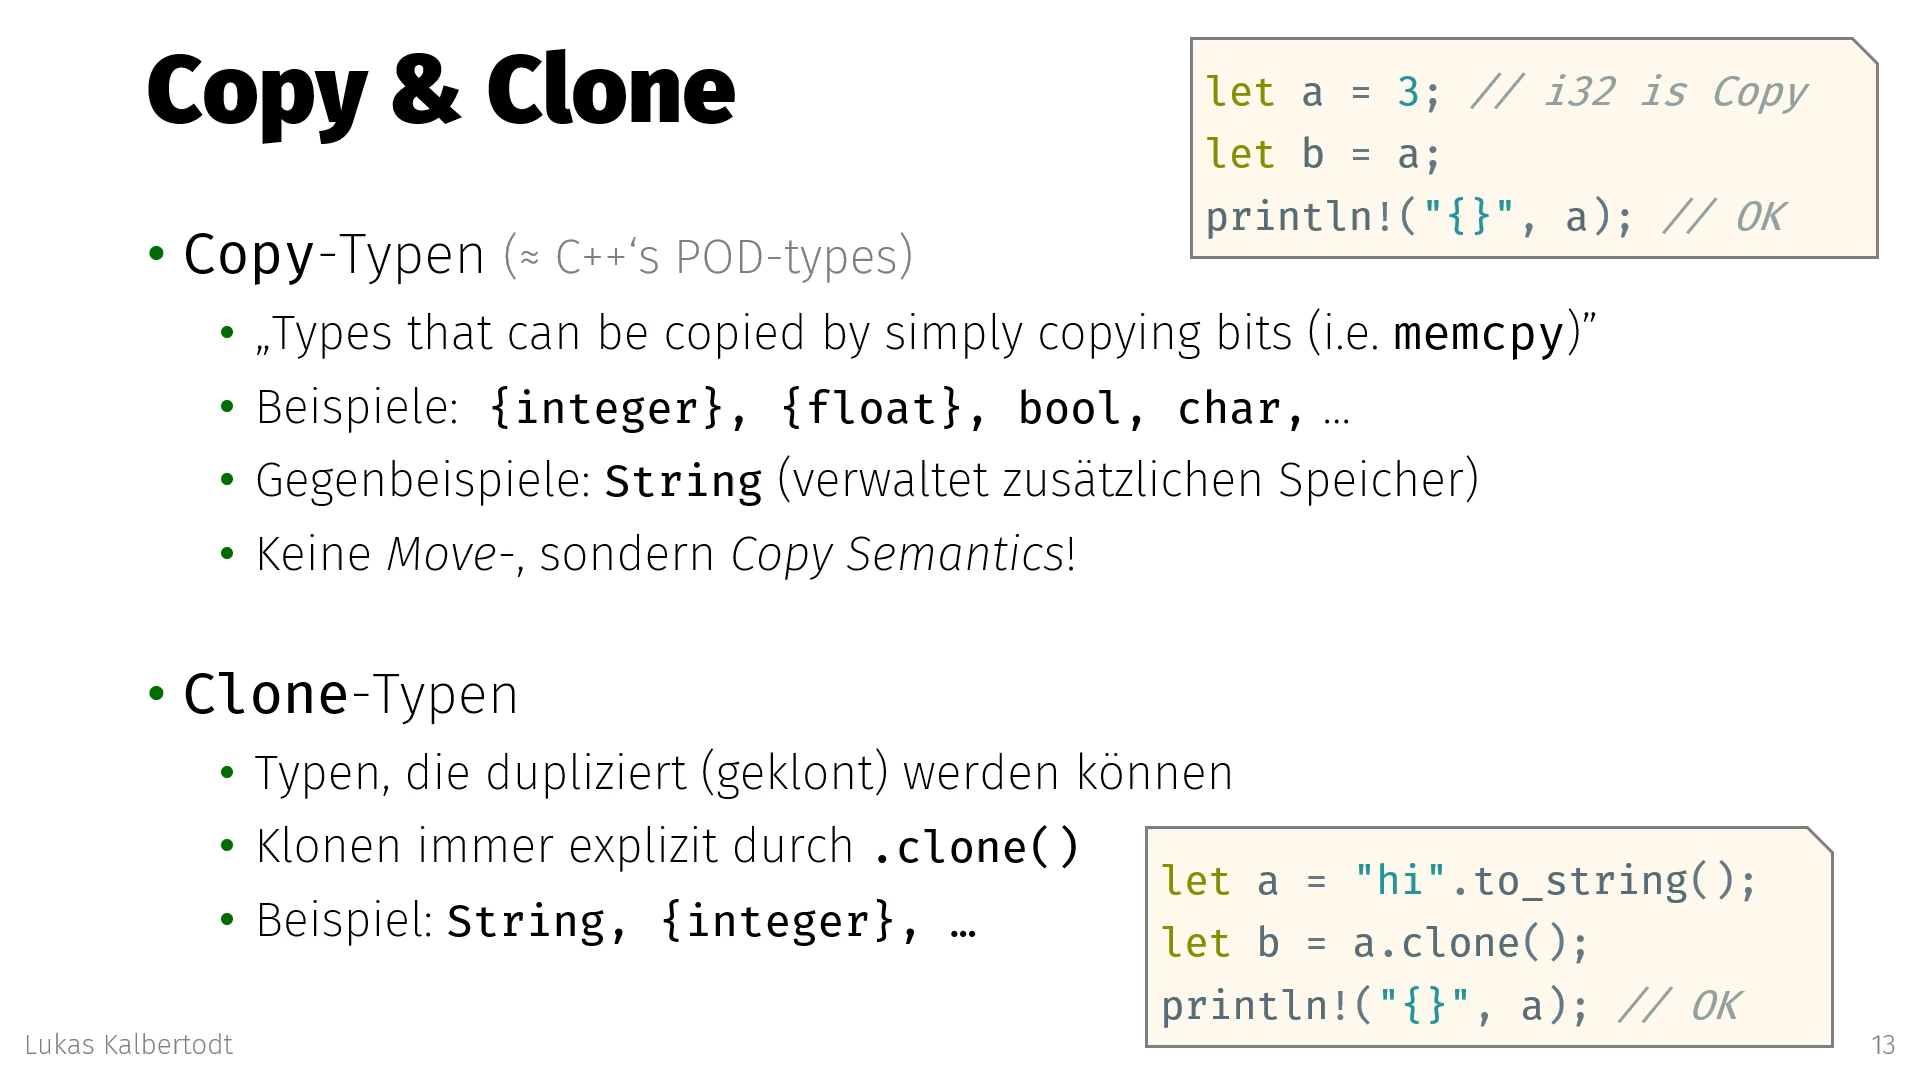 Copy & Clone
let a = 3; // i32 is Copy
let b = a;
println!("{}", a); // OK
• Copy-Typen (≈ C++‘s POD-types)
• „Types that can be copied by simply copying bits (i.e. memcpy)”
• Beispiele: {integer}, {float}, bool, char, …
• Gegenbeispiele: String (verwaltet zusätzlichen Speicher)
• Keine Move-, sondern Copy Semantics!
• Clone-Typen
• Typen, die dupliziert (geklont) werden können
• Klonen immer explizit durch .clone()
• Beispiel: String, {integer}, …
let a = "hi".to_string();
let b = a.clone();
println!("{}", a); // OK
Lukas Kalbertodt
13